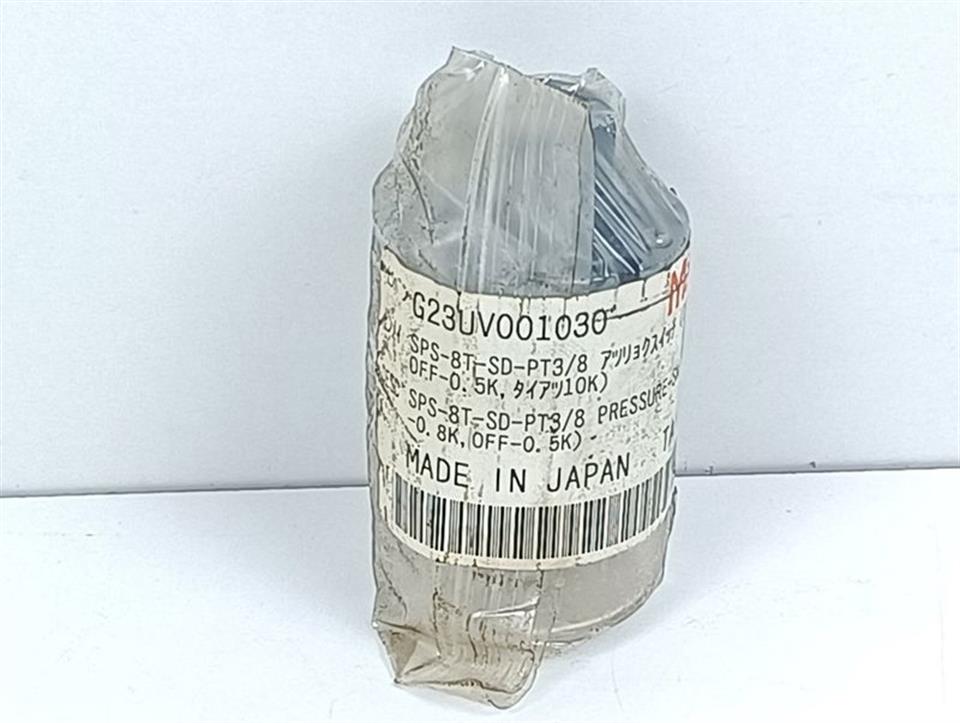 G23UV001030
SPS-8T-SD-PT3/8 アツリョクスイッチ
OFF-0.5K,タイアツ10K)
SPS-8T-SD-PT3/8 PRESSURE-S
-0.8K,OFF-0.5K)
MADE IN JAPAN